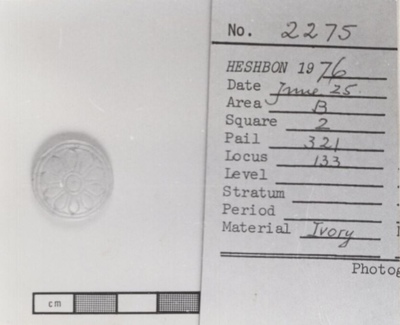 No. 2275
HESHBON 1976
Date June 25
Area B
Square 2
Pail 321
Locus 133
Level
Stratum
Period
Material Ivory
Photog
cm